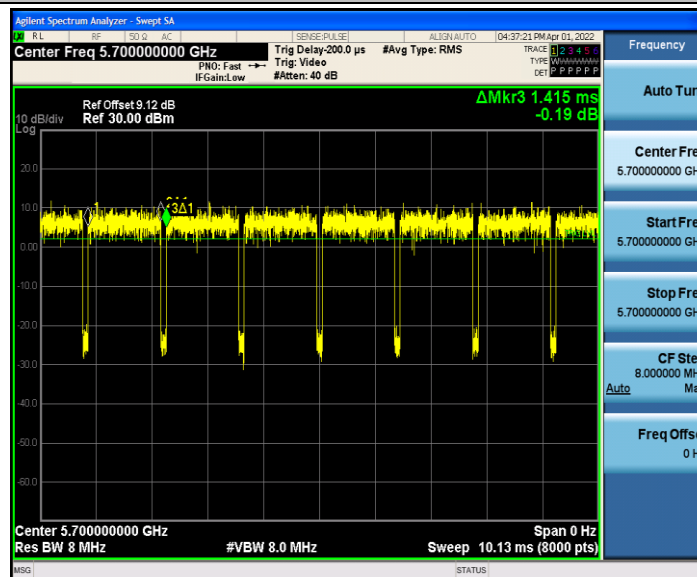 Agilent Spectrum Analyzer - Swept SA
RL RF 50 Ω AC SENSE:PULSE ALIGN AUTO 04:37:21 PM Apr 01, 2022
Center Freq 5.700000000 GHz
PNO: Fast
IFGain:Low
Trig Delay-200.0 µs
Trig: Video
#Atten: 40 dB
#Avg Type: RMS
TRACE 1 2 3 4 5 6
TYPE
DET P P P P P P
Ref Offset 9.12 dB
10 dB/div Ref 30.00 dBm
Log
ΔMkr3 1.415 ms
-0.19 dB
20.0
10.0
0.00
-10.0
-20.0
-30.0
-40.0
-50.0
-60.0
3Δ1
Center 5.700000000 GHz
Res BW 8 MHz
#VBW 8.0 MHz
Span 0 Hz
Sweep 10.13 ms (8000 pts)
MSG STATUS
Frequency
Auto Tun
Center Fre
5.700000000 GH
Start Fre
5.700000000 GH
Stop Fre
5.700000000 GH
CF Ste
8.000000 MH
Auto Ma
Freq Offse
0 H